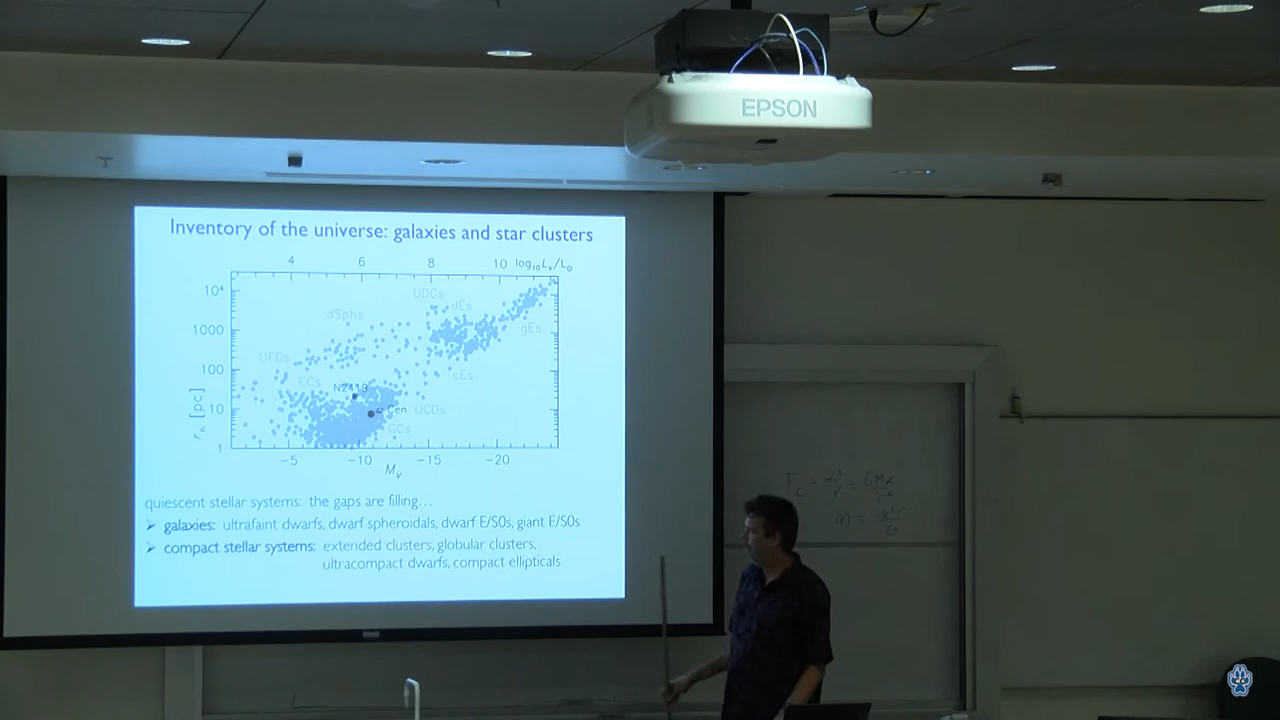 EPSON
Inventory of the universe: galaxies and star clusters
4 6 8 10 log₁₀Lᵥ/L☉
10⁴
UDGs
dEs
dSphs
1000
gEs
UFDs
100
cEs
ECs
N2419
rₕ [pc]
10
ω Cen
UCDs
GCs
1
-5 -10 -15 -20
Mᵥ
quiescent stellar systems: the gaps are filling…
➢ galaxies: ultrafaint dwarfs, dwarf spheroidals, dwarf E/S0s, giant E/S0s
➢ compact stellar systems: extended clusters, globular clusters,
ultracompact dwarfs, compact ellipticals